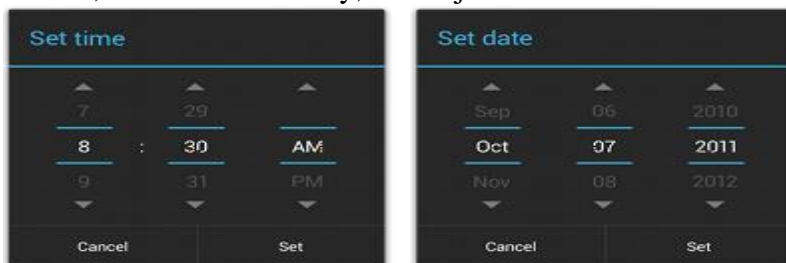 Set time
7 29
8 : 30 AM
9 31 PM
Cancel Set
Set date
Sep 06 2010
Oct 07 2011
Nov 08 2012
Cancel Set